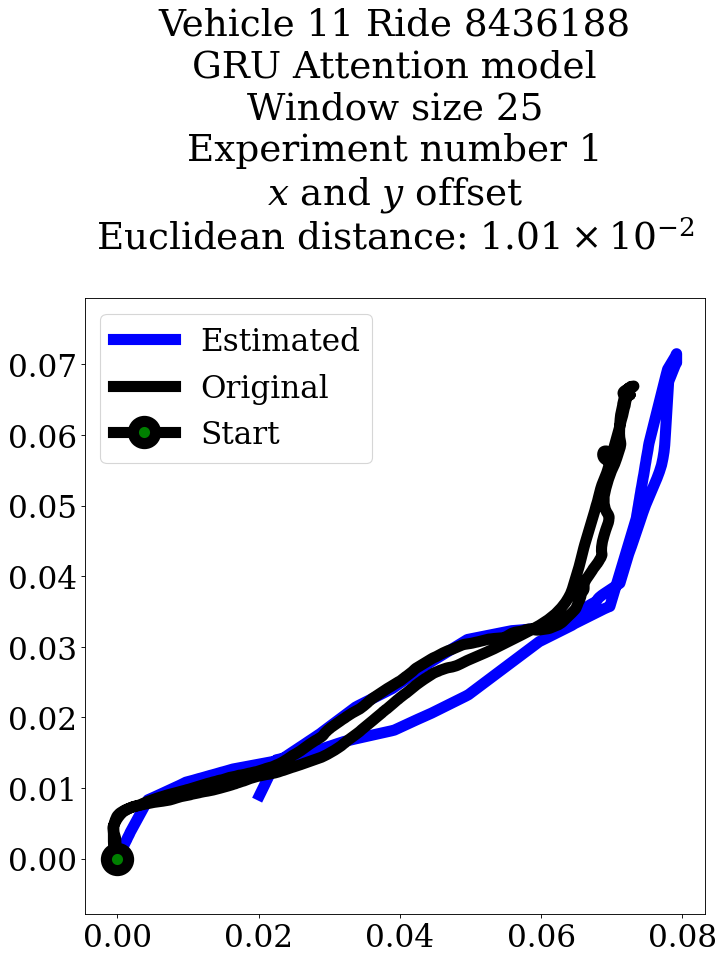 Vehicle 11 Ride 8436188
GRU Attention model
Window size 25
Experiment number 1
x and y offset
Euclidean distance: 1.01 × 10⁻²
Estimated
Original
Start
0.07
0.06
0.05
0.04
0.03
0.02
0.01
0.00
0.00 0.02 0.04 0.06 0.08